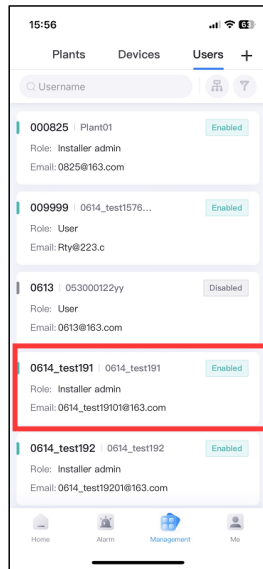 15:56
Plants Devices Users +
Username
000825 | Plant01 Enabled
Role: Installer admin
Email: 0825@163.com
009999 | 0614_test1576... Enabled
Role: User
Email: Rty@223.c
0613 | 053000122yy Disabled
Role: User
Email: 0613@163.com
0614_test191 | 0614_test191 Enabled
Role: Installer admin
Email: 0614_test19101@163.com
0614_test192 | 0614_test192 Enabled
Role: Installer admin
Email: 0614_test19201@163.com
Home Alarm Management Me